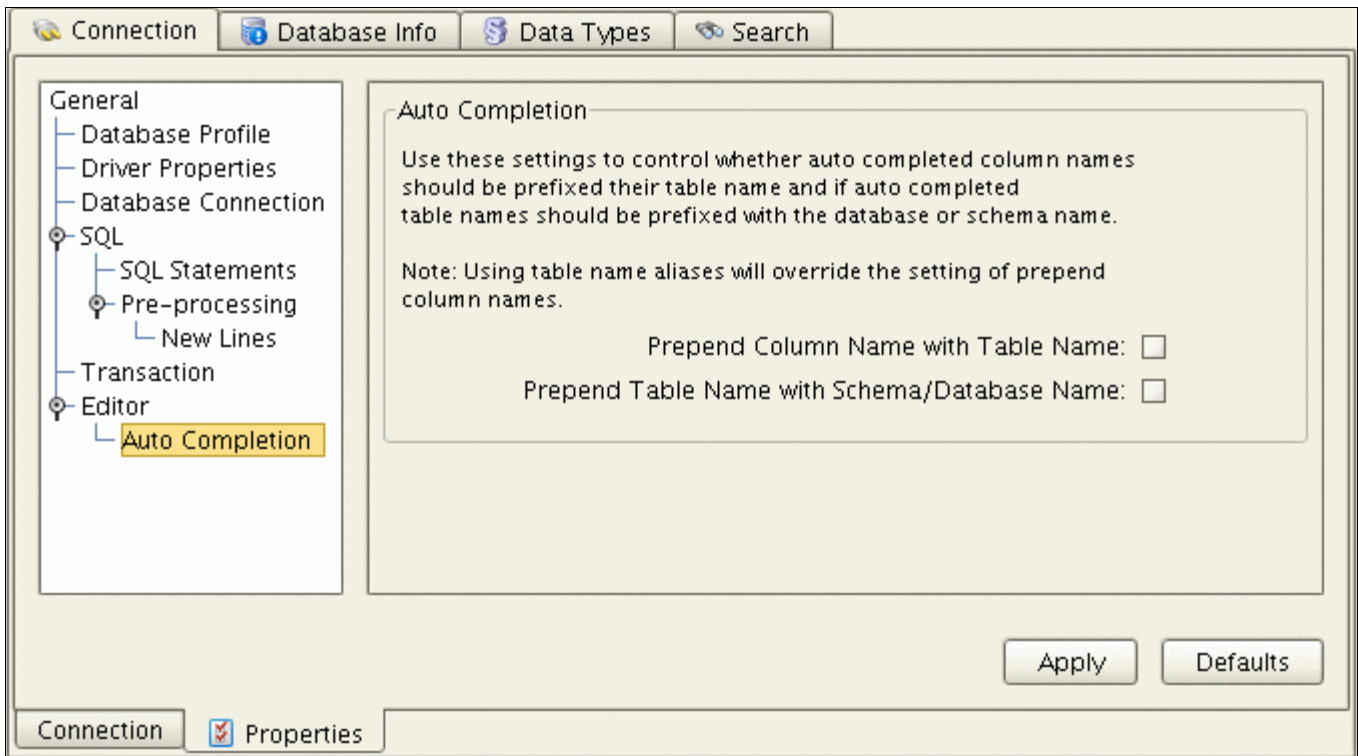 Connection
Database Info
Data Types
Search
General
Database Profile
Driver Properties
Database Connection
SQL
SQL Statements
Pre-processing
New Lines
Transaction
Editor
Auto Completion
Auto Completion
Use these settings to control whether auto completed column names
should be prefixed their table name and if auto completed
table names should be prefixed with the database or schema name.
Note: Using table name aliases will override the setting of prepend
column names.
Prepend Column Name with Table Name:
Prepend Table Name with Schema/Database Name:
Apply
Defaults
Connection
Properties